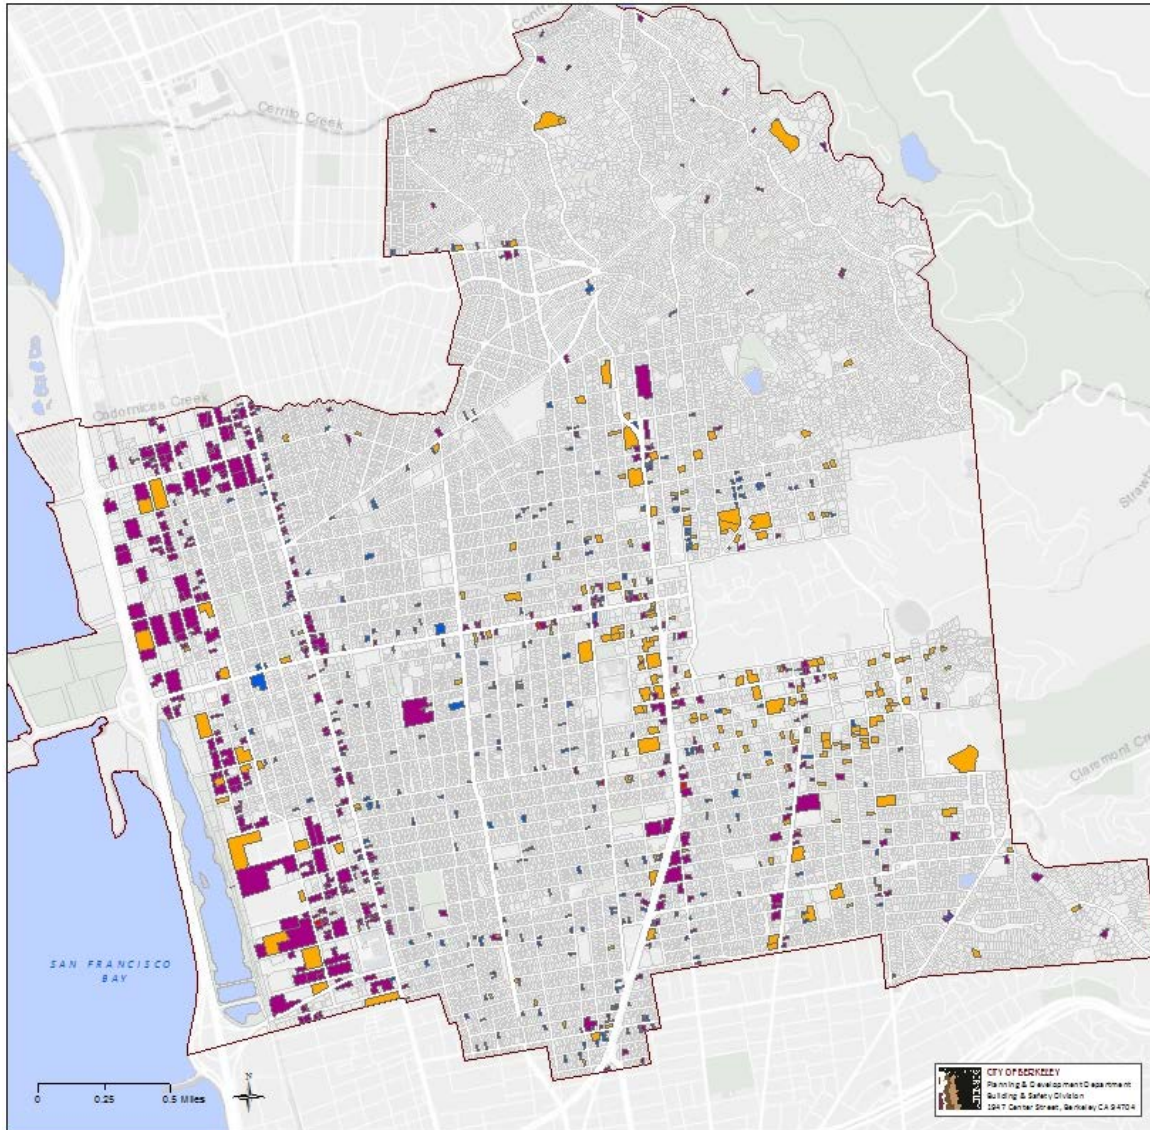 Cerrito Creek
Codornices Creek
Claremont
SAN FRANCISCO
BAY
N
0 0.25 0.5 Miles
CITY OF BERKELEY
Planning & Development Department
Building & Safety Division
1947 Center Street, Berkeley CA 94704